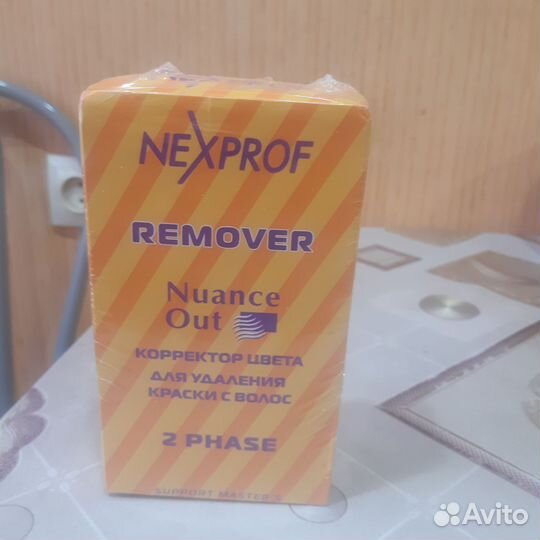 NEXPROF
REMOVER
Nuance
Out
КОРРЕКТОР ЦВЕТА
ДЛЯ УДАЛЕНИЯ
КРАСКИ С ВОЛОС
2 PHASE
SUPPORT MASTER'S
Avito